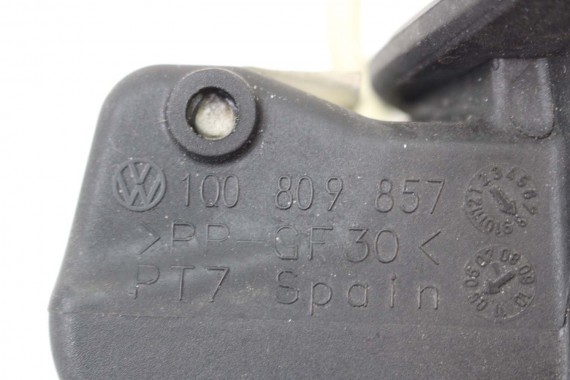 VW 1Q0 809 857
>PP-GF30<
PT7 Spain